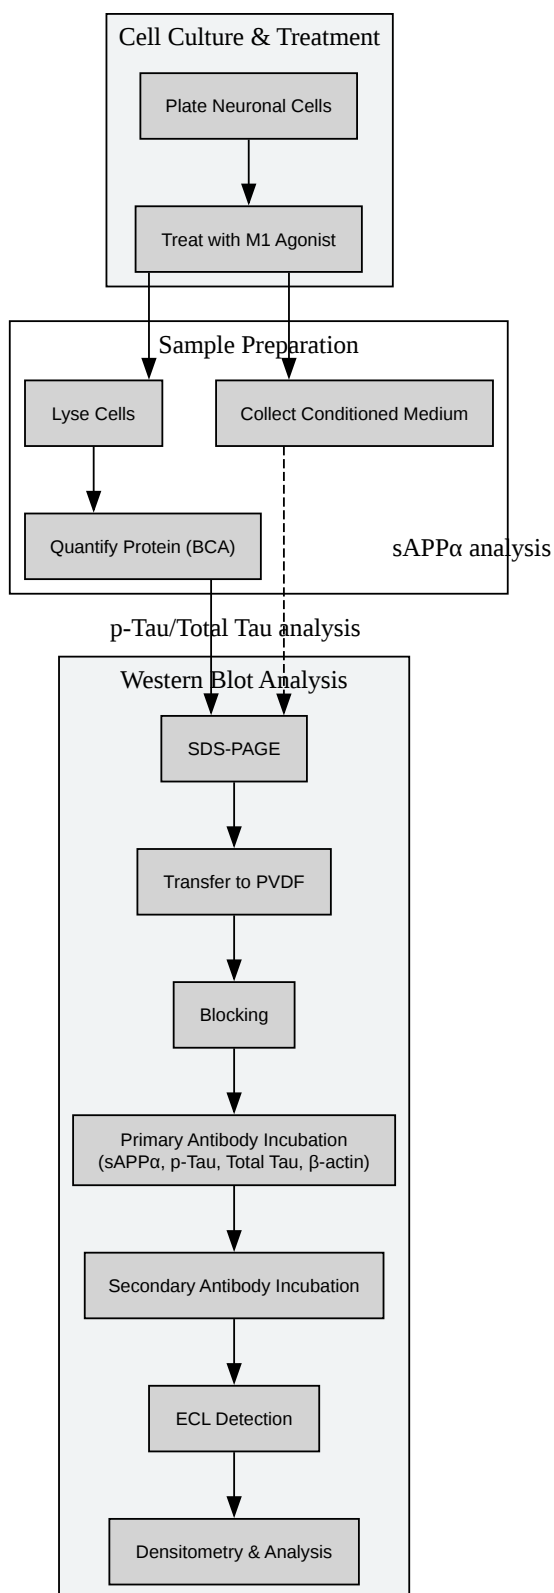 Cell Culture & Treatment
Plate Neuronal Cells
Treat with M1 Agonist
Sample Preparation
Lyse Cells
Collect Conditioned Medium
Quantify Protein (BCA)
sAPPα analysis
p-Tau/Total Tau analysis
Western Blot Analysis
SDS-PAGE
Transfer to PVDF
Blocking
Primary Antibody Incubation
(sAPPα, p-Tau, Total Tau, β-actin)
Secondary Antibody Incubation
ECL Detection
Densitometry & Analysis